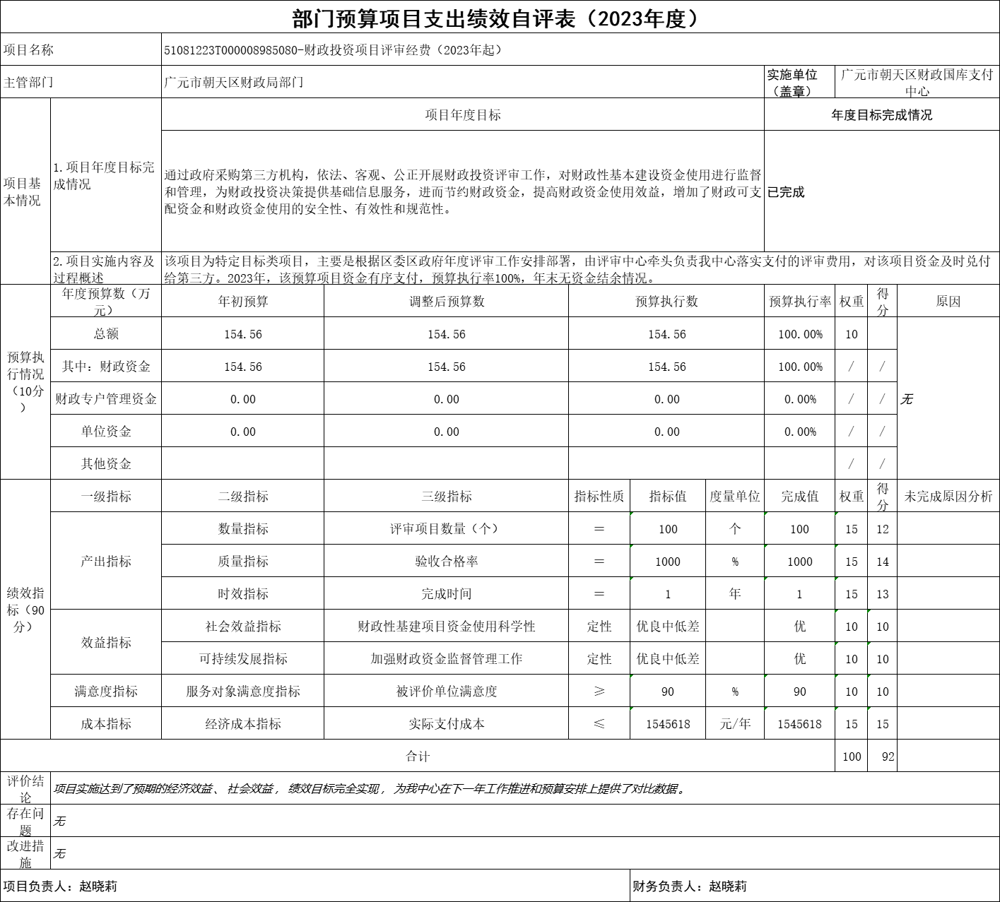 部门预算项目支出绩效自评表（2023年度）
项目名称
51081223T000008985080-财政投资项目评审经费（2023年起）
主管部门
广元市朝天区财政局部门
实施单位
（盖章）
广元市朝天区财政国库支付
中心
项目基
本情况
1.项目年度目标完
成情况
项目年度目标
年度目标完成情况
通过政府采购第三方机构，依法、客观、公正开展财政投资评审工作，对财政性基本建设资金使用进行监督
和管理，为财政投资决策提供基础信息服务，进而节约财政资金，提高财政资金使用效益，增加了财政可支
配资金和财政资金使用的安全性、有效性和规范性。
已完成
2.项目实施内容及
过程概述
该项目为特定目标类项目，主要是根据区委区政府年度评审工作安排部署，由评审中心牵头负责我中心落实支付的评审费用，对该项目资金及时兑付
给第三方。2023年，该预算项目资金有序支付，预算执行率100%，年末无资金结余情况。
预算执
行情况
（10分
）
年度预算数（万
元）
年初预算
调整后预算数
预算执行数
预算执行率
权重
得
分
原因
总额
154.56
154.56
154.56
100.00%
10
无
其中：财政资金
154.56
154.56
154.56
100.00%
/
/
财政专户管理资金
0.00
0.00
0.00
0.00%
/
/
单位资金
0.00
0.00
0.00
0.00%
/
/
其他资金
/
/
绩效指
标（90
分）
一级指标
二级指标
三级指标
指标性质
指标值
度量单位
完成值
权重
得
分
未完成原因分析
产出指标
数量指标
评审项目数量（个）
＝
100
个
100
15
12
质量指标
验收合格率
＝
1000
%
1000
15
14
时效指标
完成时间
＝
1
年
1
15
13
效益指标
社会效益指标
财政性基建项目资金使用科学性
定性
优良中低差
优
10
10
可持续发展指标
加强财政资金监督管理工作
定性
优良中低差
优
10
10
满意度指标
服务对象满意度指标
被评价单位满意度
≥
90
%
90
10
10
成本指标
经济成本指标
实际支付成本
≤
1545618
元/年
1545618
15
15
合计
100
92
评价结
论
项目实施达到了预期的经济效益、社会效益，绩效目标完全实现，为我中心在下一年工作推进和预算安排上提供了对比数据。
存在问
题
无
改进措
施
无
项目负责人：赵晓莉
财务负责人：赵晓莉